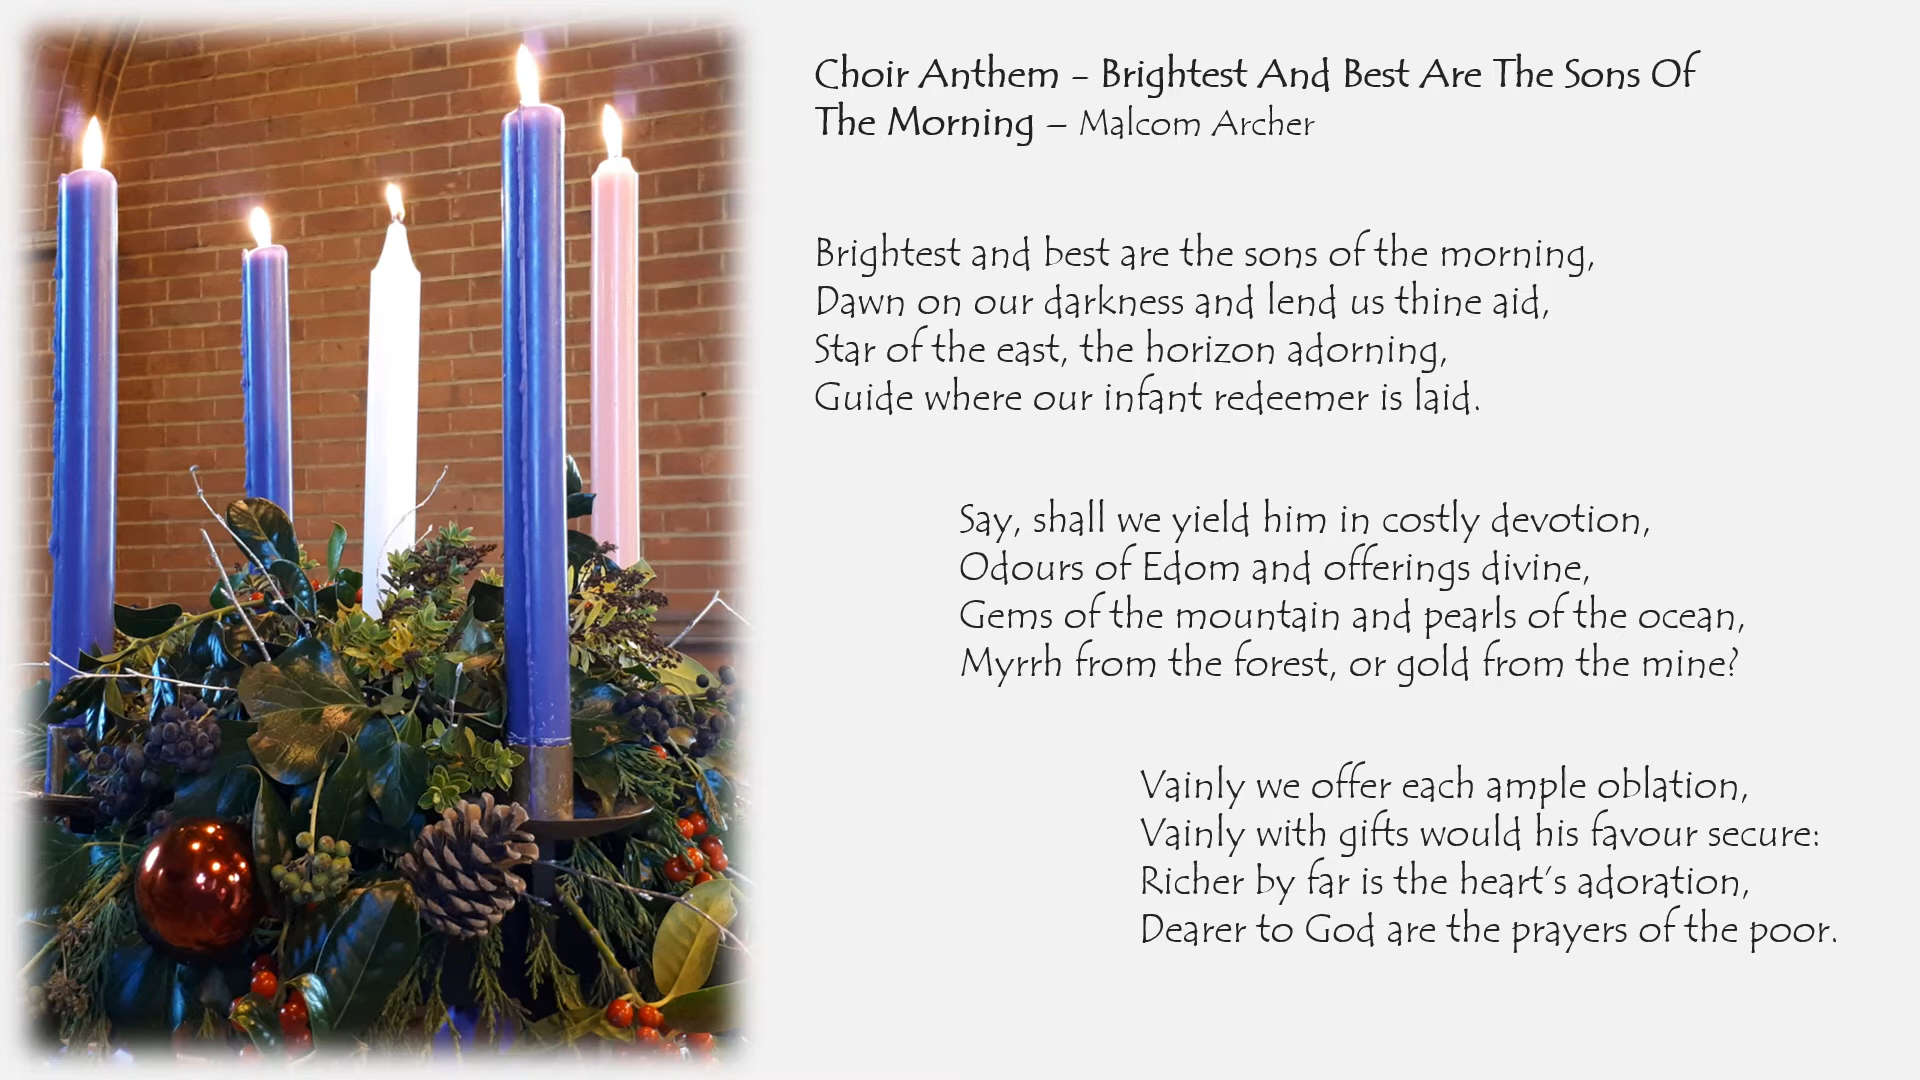 Choir Anthem - Brightest And Best Are The Sons Of
The Morning – Malcom Archer
Brightest and best are the sons of the morning,
Dawn on our darkness and lend us thine aid,
Star of the east, the horizon adorning,
Guide where our infant redeemer is laid.
Say, shall we yield him in costly devotion,
Odours of Edom and offerings divine,
Gems of the mountain and pearls of the ocean,
Myrrh from the forest, or gold from the mine?
Vainly we offer each ample oblation,
Vainly with gifts would his favour secure:
Richer by far is the heart's adoration,
Dearer to God are the prayers of the poor.